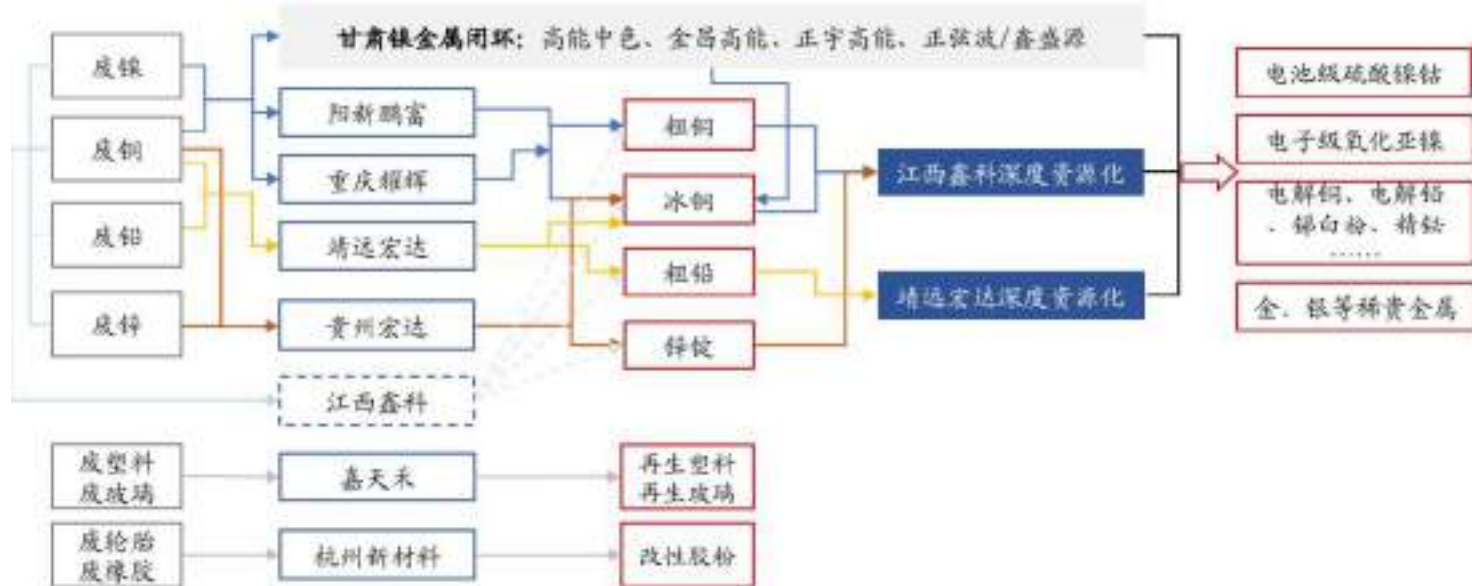 甘肃镍金属闭环：高能中色、金昌高能、正宇高能、正弦波/鑫盛源
废镍
废铜
废铅
废锌
阳新鹏富
重庆耀辉
靖远宏达
贵州宏达
江西鑫科
粗铜
冰铜
粗铅
锌锭
江西鑫科深度资源化
靖远宏达深度资源化
电池级硫酸镍钴
电子级氧化亚镍
电解铜、电解铅
、锑白粉、精铋
……
金、银等稀贵金属
废塑料
废玻璃
嘉天禾
再生塑料
再生玻璃
废轮胎
废橡胶
杭州新材料
改性胶粉